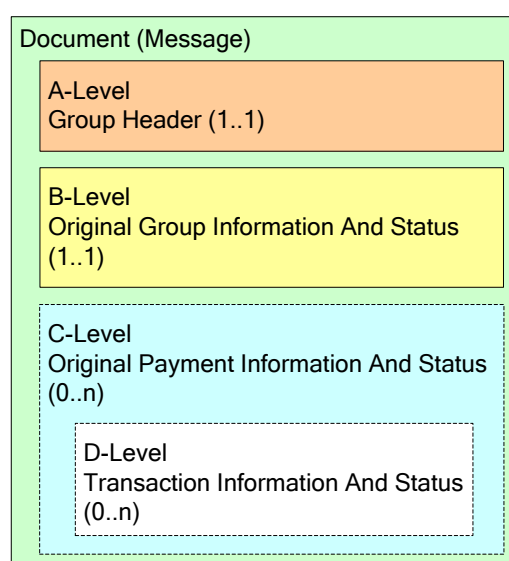 Document (Message)
A-Level
Group Header (1..1)
B-Level
Original Group Information And Status
(1..1)
C-Level
Original Payment Information And Status
(0..n)
D-Level
Transaction Information And Status
(0..n)